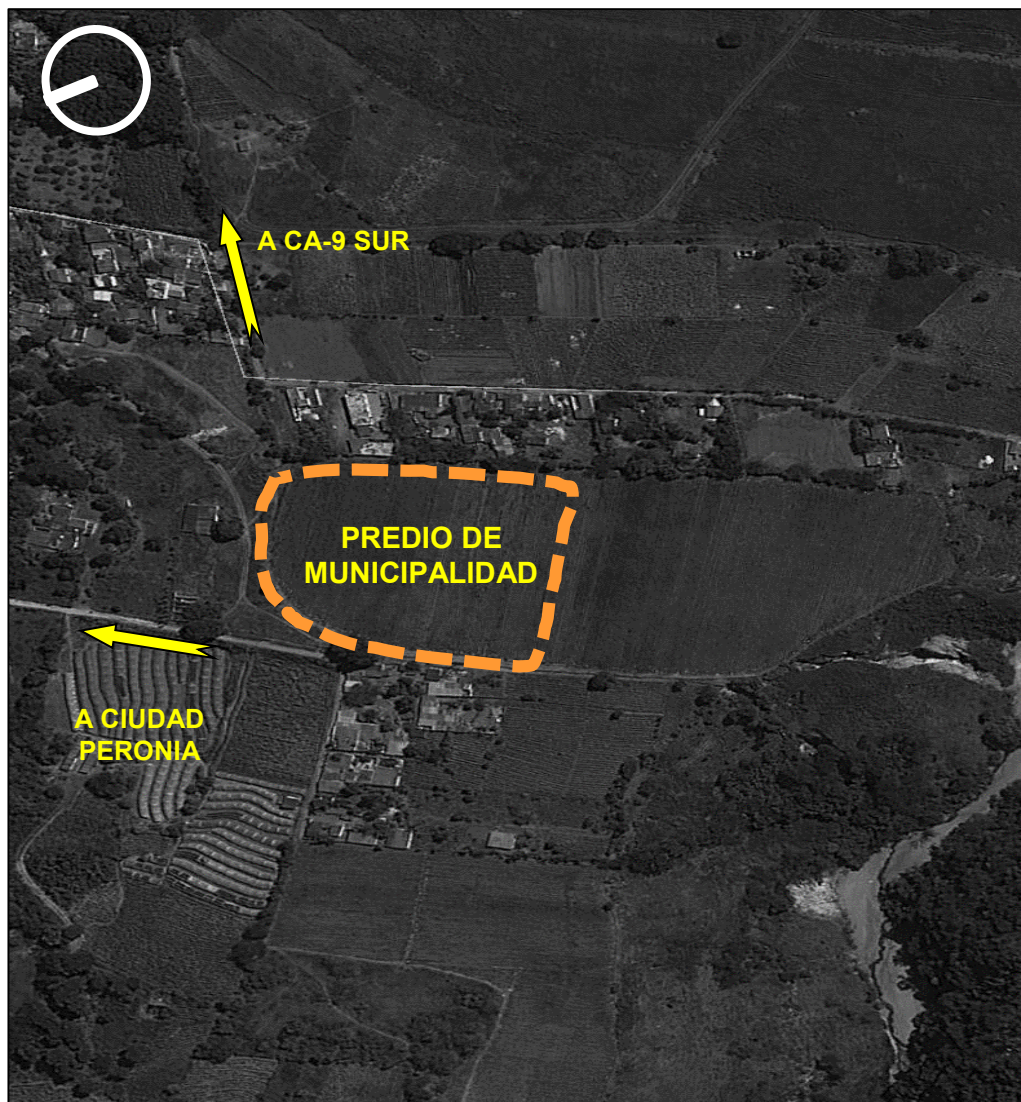 A CA-9 SUR
PREDIO DE
MUNICIPALIDAD
A CIUDAD
PERONIA